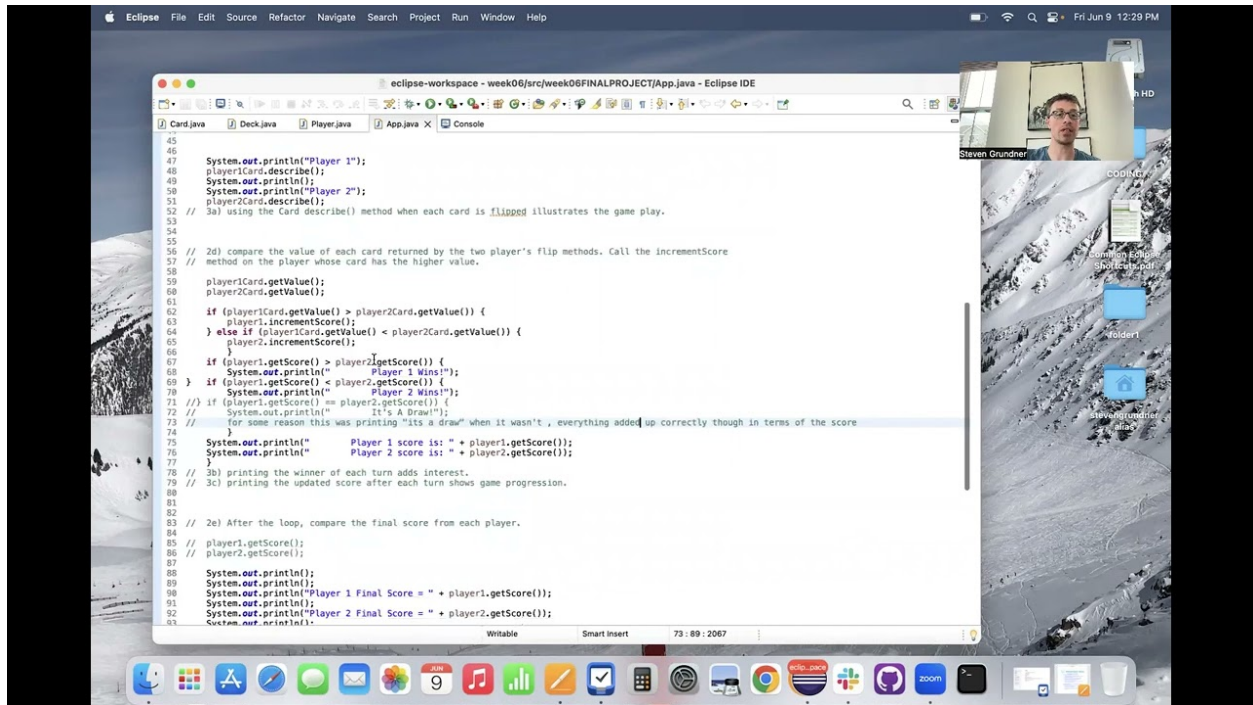 Eclipse File Edit Source Refactor Navigate Search Project Run Window Help
Fri Jun 9 12:29 PM
eclipse-workspace - week06/src/week06FINALPROJECT/App.java - Eclipse IDE
Card.java Deck.java Player.java App.java Console
HD
Steven Grundner
45
46
47 System.out.println("Player 1");
48 player1Card.describe();
49 System.out.println();
50 System.out.println("Player 2");
51 player2Card.describe();
52 // 3a) using the Card describe() method when each card is flipped illustrates the game play.
53
54
55
56 // 2d) compare the value of each card returned by the two player's flip methods. Call the incrementScore
57 // method on the player whose card has the higher value.
58
59 player1Card.getValue();
60 player2Card.getValue();
61
62 if (player1Card.getValue() > player2Card.getValue()) {
63 player1.incrementScore();
64 } else if (player1Card.getValue() < player2Card.getValue()) {
65 player2.incrementScore();
66 }
67 if (player1.getScore() > player2.getScore()) {
68 System.out.println(" Player 1 Wins!");
69 } if (player1.getScore() < player2.getScore()) {
70 System.out.println(" Player 2 Wins!");
71 //} if (player1.getScore() == player2.getScore()) {
72 // System.out.println(" It's A Draw!");
73 // for some reason this was printing "its a draw" when it wasn't , everything added up correctly though in terms of the score
74 }
75 System.out.println(" Player 1 score is: " + player1.getScore());
76 System.out.println(" Player 2 score is: " + player2.getScore());
77 }
78 // 3b) printing the winner of each turn adds interest.
79 // 3c) printing the updated score after each turn shows game progression.
80
81
82
83 // 2e) After the loop, compare the final score from each player.
84
85 // player1.getScore();
86 // player2.getScore();
87
88 System.out.println();
89 System.out.println();
90 System.out.println("Player 1 Final Score = " + player1.getScore());
91 System.out.println();
92 System.out.println("Player 2 Final Score = " + player2.getScore());
93 System.out.println();
Writable Smart Insert 73 : 89 : 2067
CODING
Common Eclipse
Shortcuts.pdf
folder1
stevengrundner
alias
JUN
9
eclip...pace
zoom